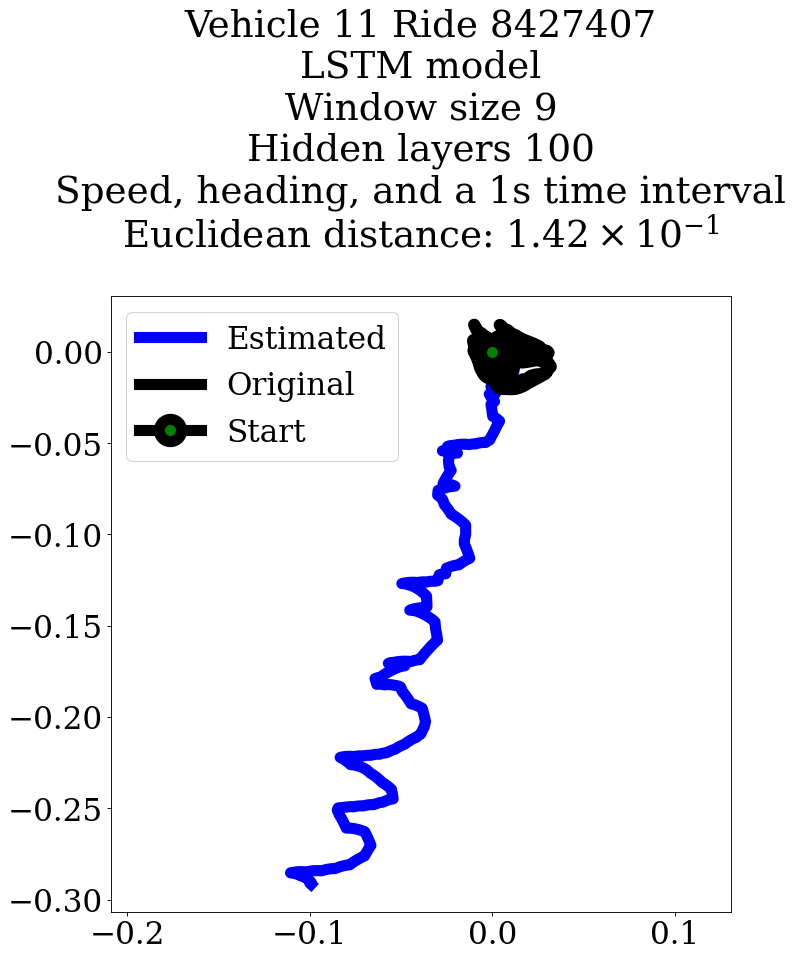 Vehicle 11 Ride 8427407
LSTM model
Window size 9
Hidden layers 100
Speed, heading, and a 1s time interval
Euclidean distance: 1.42 × 10⁻¹
Estimated
Original
Start
0.00
−0.05
−0.10
−0.15
−0.20
−0.25
−0.30
−0.2
−0.1
0.0
0.1